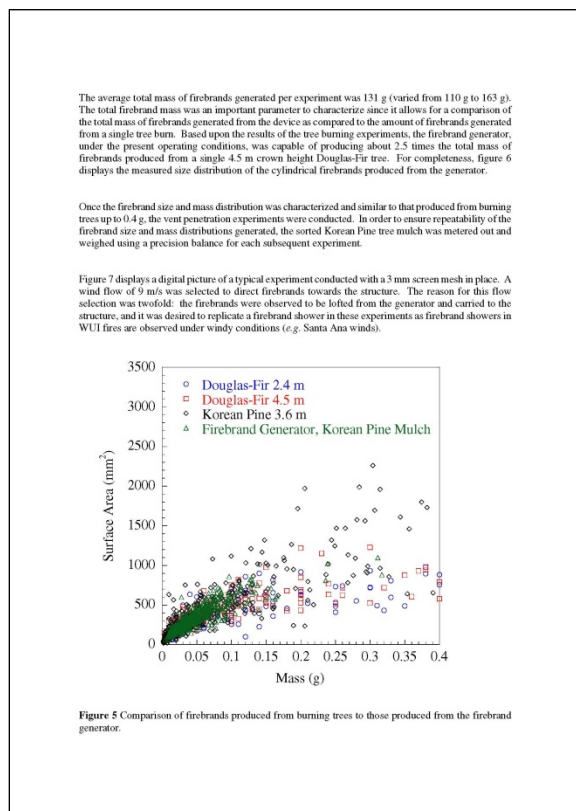 The average total mass of firebrands generated per experiment was 131 g (varied from 110 g to 163 g).
The total firebrand mass was an important parameter to characterize since it allows for a comparison of
the total mass of firebrands generated from the device as compared to the amount of firebrands generated
from a single tree burn. Based upon the results of the tree burning experiments, the firebrand generator,
under the present operating conditions, was capable of producing about 2.5 times the total mass of
firebrands produced from a single 4.5 m crown height Douglas-Fir tree. For completeness, figure 6
displays the measured size distribution of the cylindrical firebrands produced from the generator.
Once the firebrand size and mass distribution was characterized and similar to that produced from burning
trees up to 0.4 g, the vent penetration experiments were conducted. In order to ensure repeatability of the
firebrand size and mass distributions generated, the sorted Korean Pine tree mulch was metered out and
weighed using a precision balance for each subsequent experiment.
Figure 7 displays a digital picture of a typical experiment conducted with a 3 mm screen mesh in place. A
wind flow of 9 m/s was selected to direct firebrands towards the structure. The reason for this flow
selection was twofold: the firebrands were observed to be lofted from the generator and carried to the
structure, and it was desired to replicate a firebrand shower in these experiments as firebrand showers in
WUI fires are observed under windy conditions (e.g. Santa Ana winds).
3500
3000
2500
2000
1500
1000
500
0
Surface Area (mm²)
Douglas-Fir 2.4 m
Douglas-Fir 4.5 m
Korean Pine 3.6 m
Firebrand Generator, Korean Pine Mulch
0 0.05 0.1 0.15 0.2 0.25 0.3 0.35 0.4
Mass (g)
Figure 5 Comparison of firebrands produced from burning trees to those produced from the firebrand
generator.